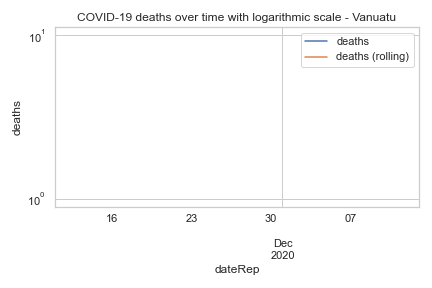 COVID-19 deaths over time with logarithmic scale - Vanuatu
10¹
deaths
deaths (rolling)
deaths
10⁰
16 23 30 07
Dec
2020
dateRep